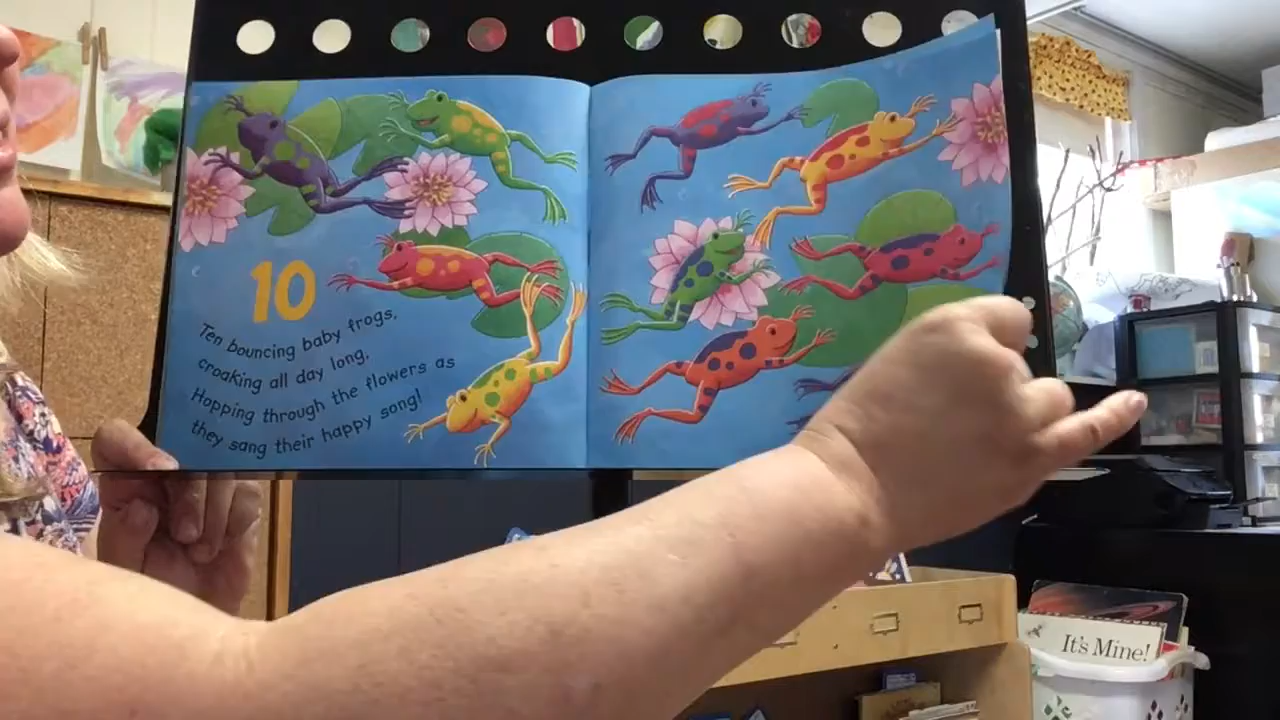 10
Ten bouncing baby frogs,
croaking all day long.
Hopping through the flowers as
they sang their happy song!
It's Mine!